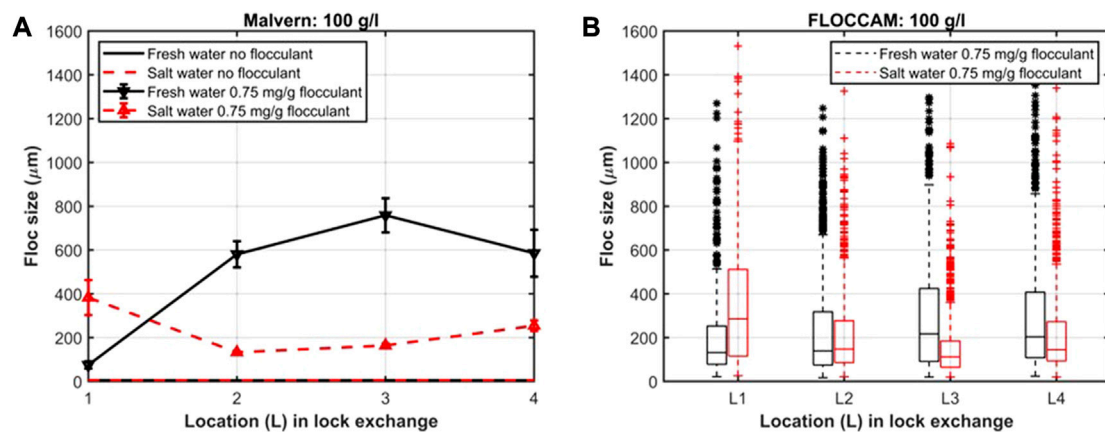 A
Malvern: 100 g/l
Fresh water no flocculant
Salt water no flocculant
Fresh water 0.75 mg/g flocculant
Salt water 0.75 mg/g flocculant
Floc size (μm)
1600
1400
1200
1000
800
600
400
200
0
1 2 3 4
Location (L) in lock exchange
B
FLOCCAM: 100 g/l
Fresh water 0.75 mg/g flocculant
Salt water 0.75 mg/g flocculant
Floc size (μm)
1600
1400
1200
1000
800
600
400
200
0
L1 L2 L3 L4
Location (L) in lock exchange